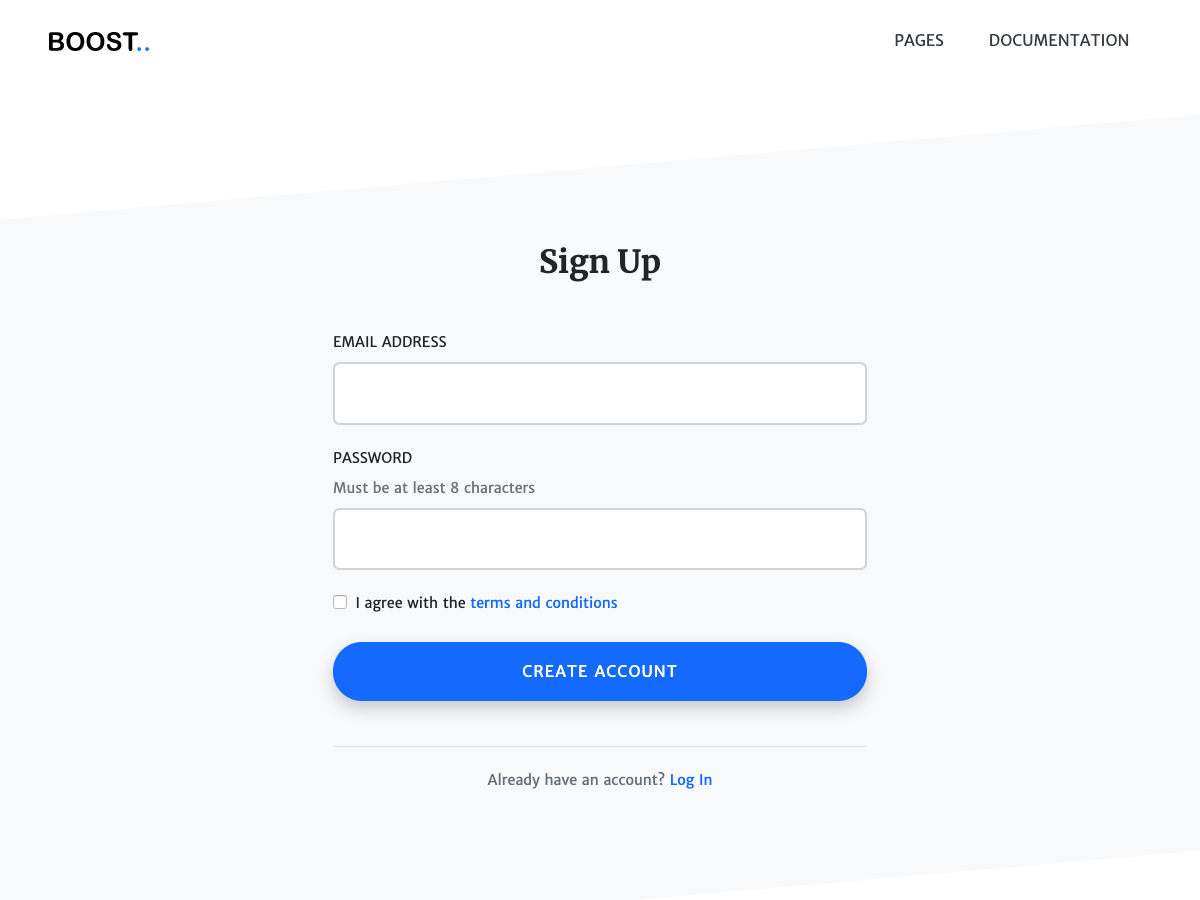 BOOST..
PAGES
DOCUMENTATION
Sign Up
EMAIL ADDRESS
PASSWORD
Must be at least 8 characters
I agree with the terms and conditions
CREATE ACCOUNT
Already have an account? Log In